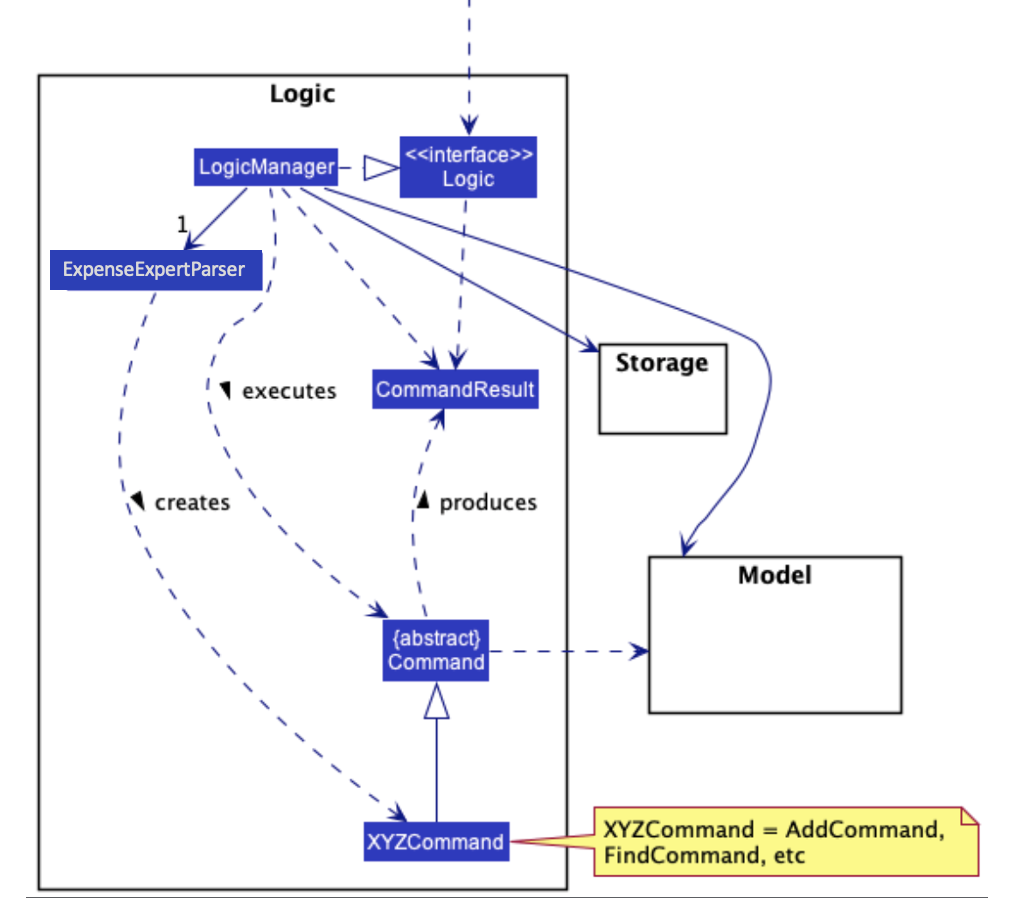 Logic
LogicManager
<<interface>>
Logic
1
ExpenseExpertParser
Storage
executes
CommandResult
creates
produces
Model
{abstract}
Command
XYZCommand
XYZCommand = AddCommand,
FindCommand, etc